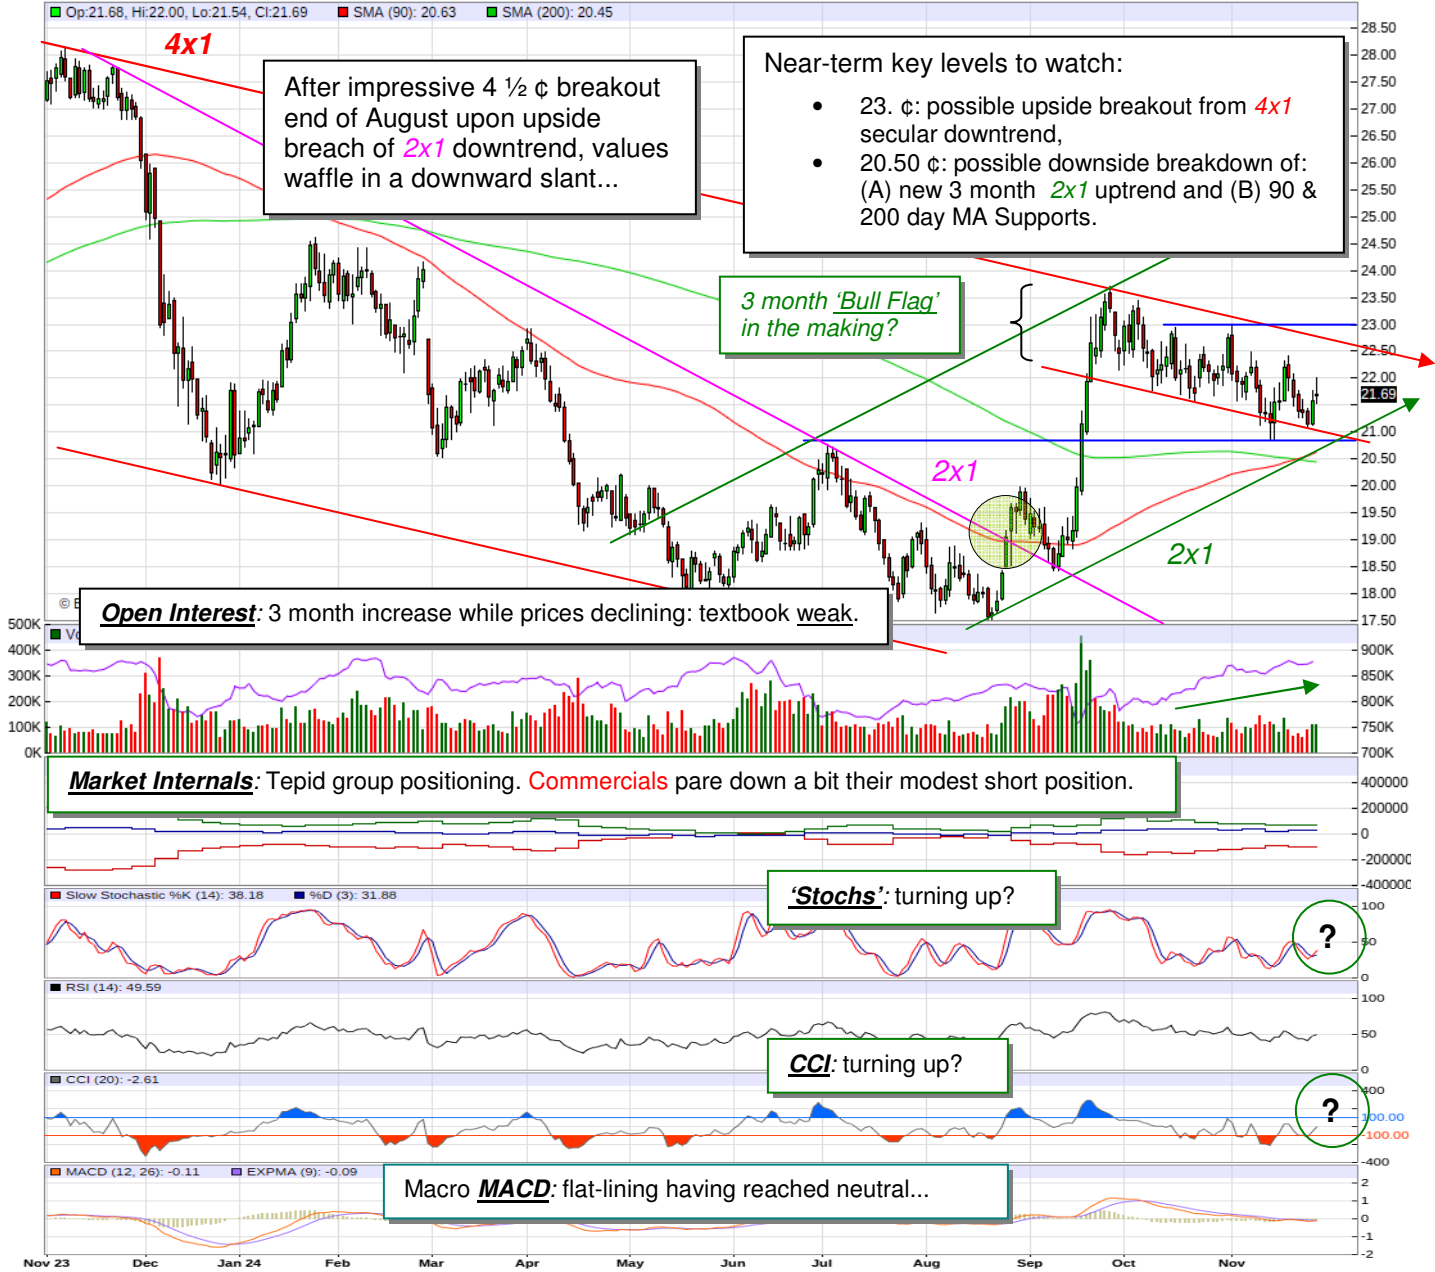 Op:21.68, Hi:22.00, Lo:21.54, Cl:21.69 SMA (90): 20.63 SMA (200): 20.45
4x1
After impressive 4 ½ ¢ breakout
end of August upon upside
breach of 2x1 downtrend, values
waffle in a downward slant...
Near-term key levels to watch:
• 23. ¢: possible upside breakout from 4x1
secular downtrend,
• 20.50 ¢: possible downside breakdown of:
(A) new 3 month 2x1 uptrend and (B) 90 &
200 day MA Supports.
3 month ‘Bull Flag’
in the making?
2x1
2x1
28.50
28.00
27.50
27.00
26.50
26.00
25.50
25.00
24.50
24.00
23.50
23.00
22.50
22.00
21.69
21.00
20.50
20.00
19.50
19.00
18.50
18.00
17.50
©
Open Interest: 3 month increase while prices declining: textbook weak.
500K
400K
300K
200K
100K
0K
900K
850K
800K
750K
700K
Market Internals: Tepid group positioning. Commercials pare down a bit their modest short position.
400000
200000
0
-200000
-400000
Slow Stochastic %K (14): 38.18 %D (3): 31.88
‘Stochs’: turning up?
?
100
50
0
RSI (14): 49.59
100
50
0
CCI: turning up?
CCI (20): -2.61
?
400
100.00
-100.00
-400
MACD (12, 26): -0.11 EXPMA (9): -0.09
Macro MACD: flat-lining having reached neutral...
2
1
0
-1
-2
Nov 23 Dec Jan 24 Feb Mar Apr May Jun Jul Aug Sep Oct Nov